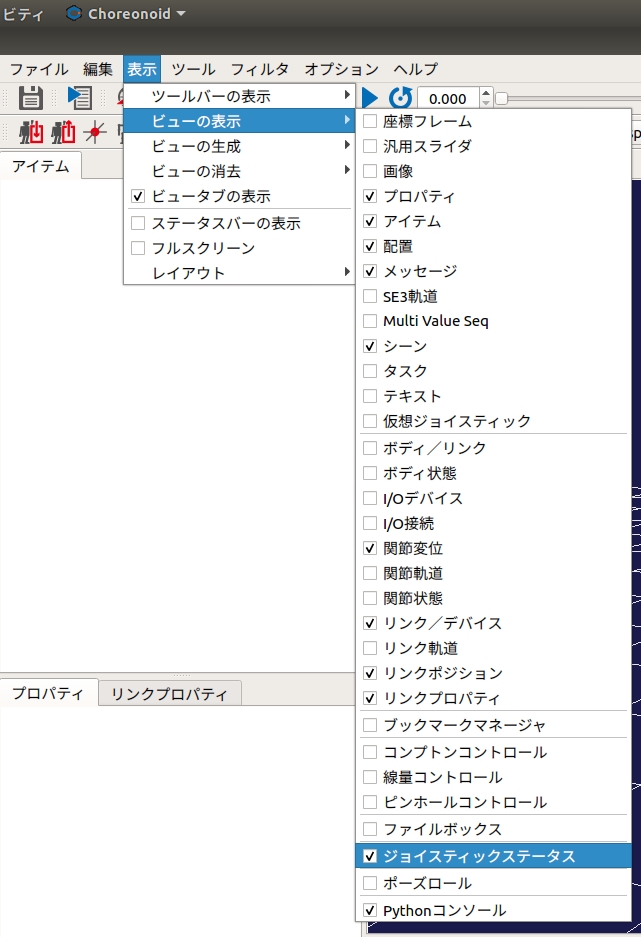 ビティ
Choreonoid
ファイル 編集 表示 ツール フィルタ オプション ヘルプ
0.000
アイテム
ツールバーの表示
ビューの表示
ビューの生成
ビューの消去
ビュータブの表示
ステータスバーの表示
フルスクリーン
レイアウト
座標フレーム
汎用スライダ
画像
プロパティ
アイテム
配置
メッセージ
SE3軌道
Multi Value Seq
シーン
タスク
テキスト
仮想ジョイスティック
ボディ／リンク
ボディ状態
I/Oデバイス
I/O接続
関節変位
関節軌道
関節状態
リンク／デバイス
リンク軌道
リンクポジション
リンクプロパティ
ブックマークマネージャ
コンプトンコントロール
線量コントロール
ピンホールコントロール
ファイルボックス
ジョイスティックステータス
ポーズロール
Pythonコンソール
プロパティ リンクプロパティ